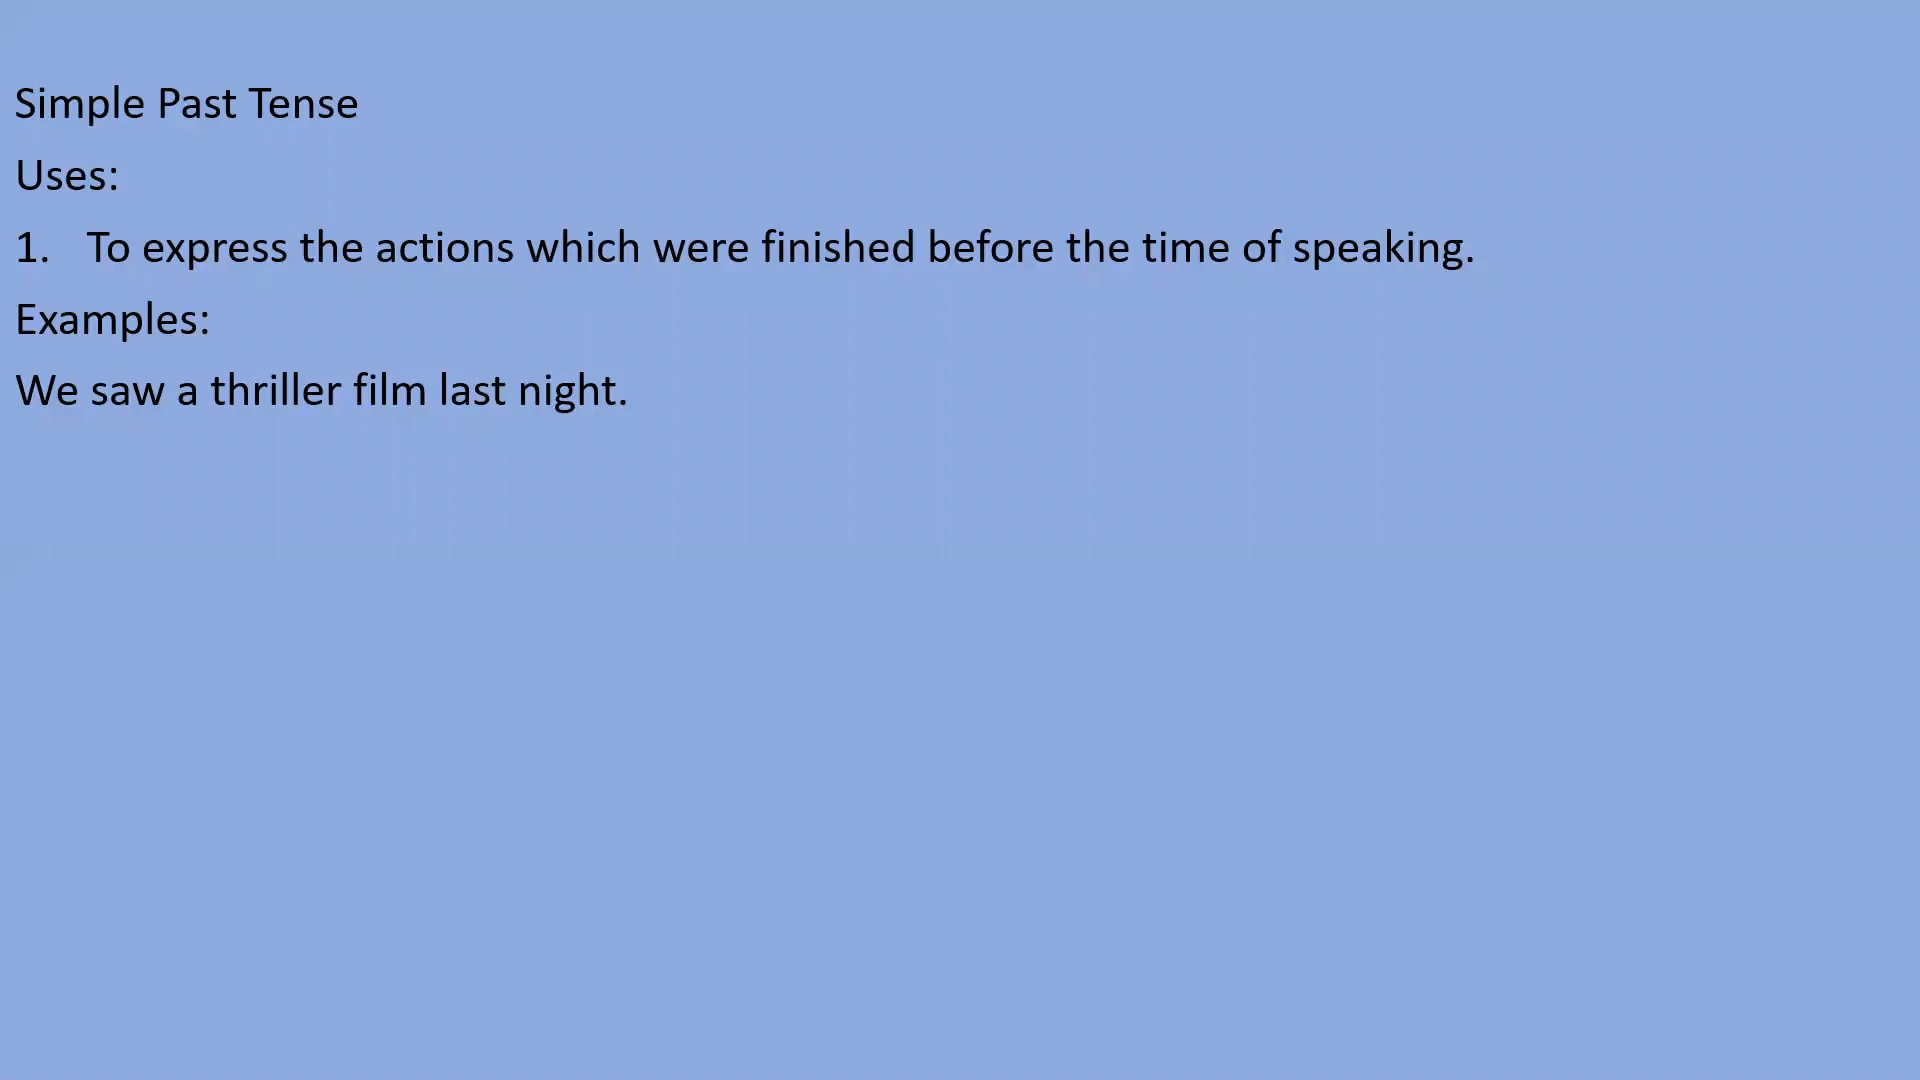 Simple Past Tense
Uses:
1. To express the actions which were finished before the time of speaking.
Examples:
We saw a thriller film last night.